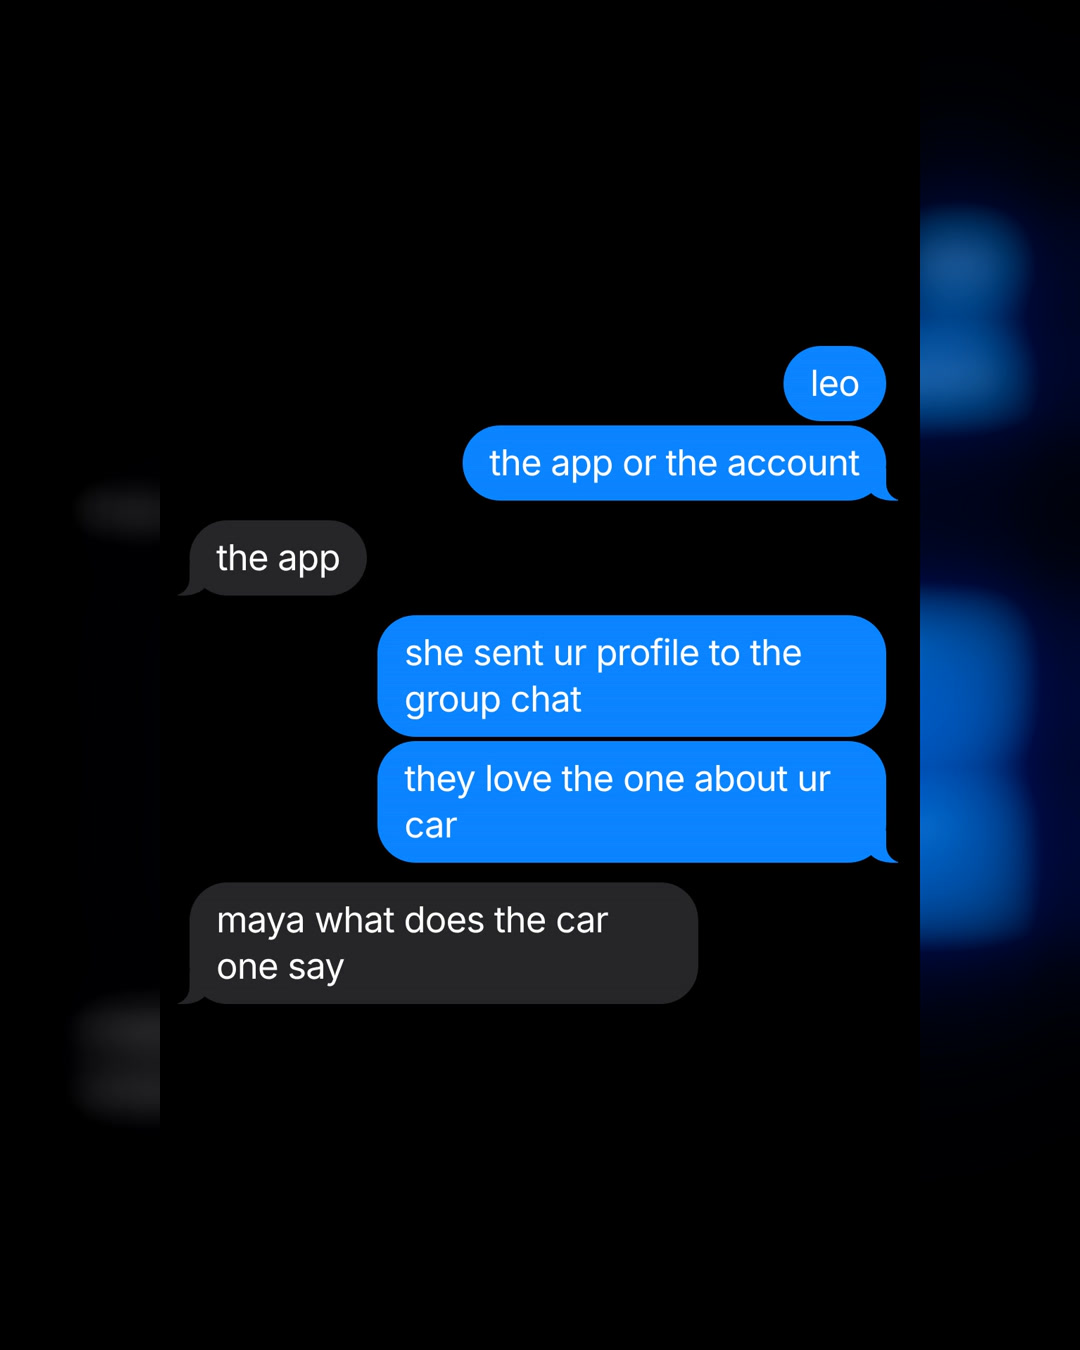 leo
the app or the account
the app
she sent ur profile to the
group chat
they love the one about ur
car
maya what does the car
one say